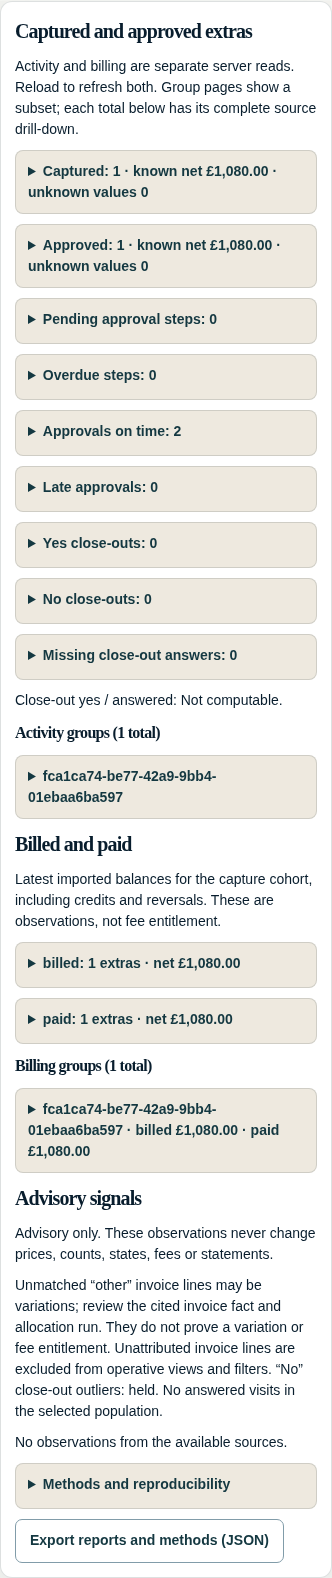 Captured and approved extras
Activity and billing are separate server reads.
Reload to refresh both. Group pages show a
subset; each total below has its complete source
drill-down.
▶ Captured: 1 · known net £1,080.00 ·
unknown values 0
▶ Approved: 1 · known net £1,080.00 ·
unknown values 0
▶ Pending approval steps: 0
▶ Overdue steps: 0
▶ Approvals on time: 2
▶ Late approvals: 0
▶ Yes close-outs: 0
▶ No close-outs: 0
▶ Missing close-out answers: 0
Close-out yes / answered: Not computable.
Activity groups (1 total)
▶ fca1ca74-be77-42a9-9bb4-
01ebaa6ba597
Billed and paid
Latest imported balances for the capture cohort,
including credits and reversals. These are
observations, not fee entitlement.
▶ billed: 1 extras · net £1,080.00
▶ paid: 1 extras · net £1,080.00
Billing groups (1 total)
▶ fca1ca74-be77-42a9-9bb4-
01ebaa6ba597 · billed £1,080.00 · paid
£1,080.00
Advisory signals
Advisory only. These observations never change
prices, counts, states, fees or statements.
Unmatched “other” invoice lines may be
variations; review the cited invoice fact and
allocation run. They do not prove a variation or
fee entitlement. Unattributed invoice lines are
excluded from operative views and filters. “No”
close-out outliers: held. No answered visits in
the selected population.
No observations from the available sources.
▶ Methods and reproducibility
Export reports and methods (JSON)